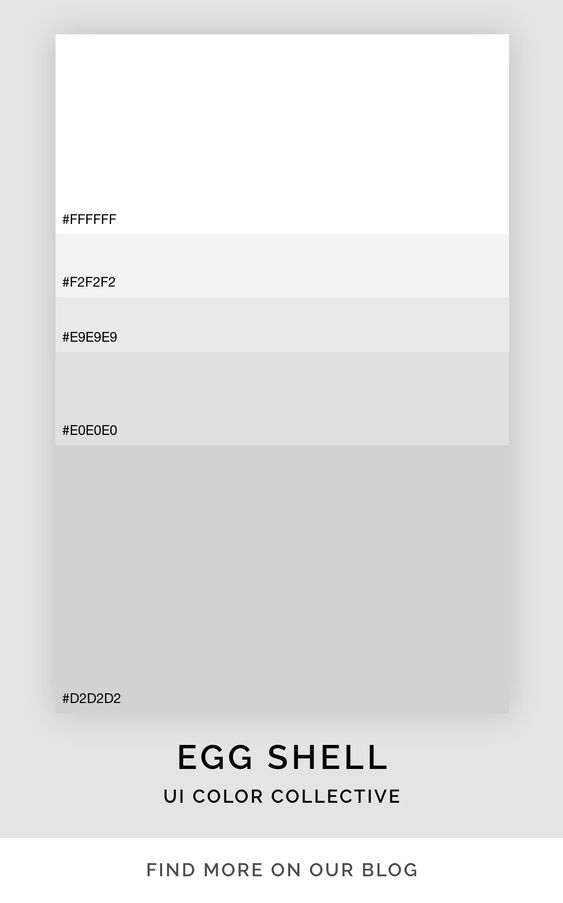 #FFFFFF
#F2F2F2
#E9E9E9
#E0E0E0
#D2D2D2
EGG SHELL
UI COLOR COLLECTIVE
FIND MORE ON OUR BLOG